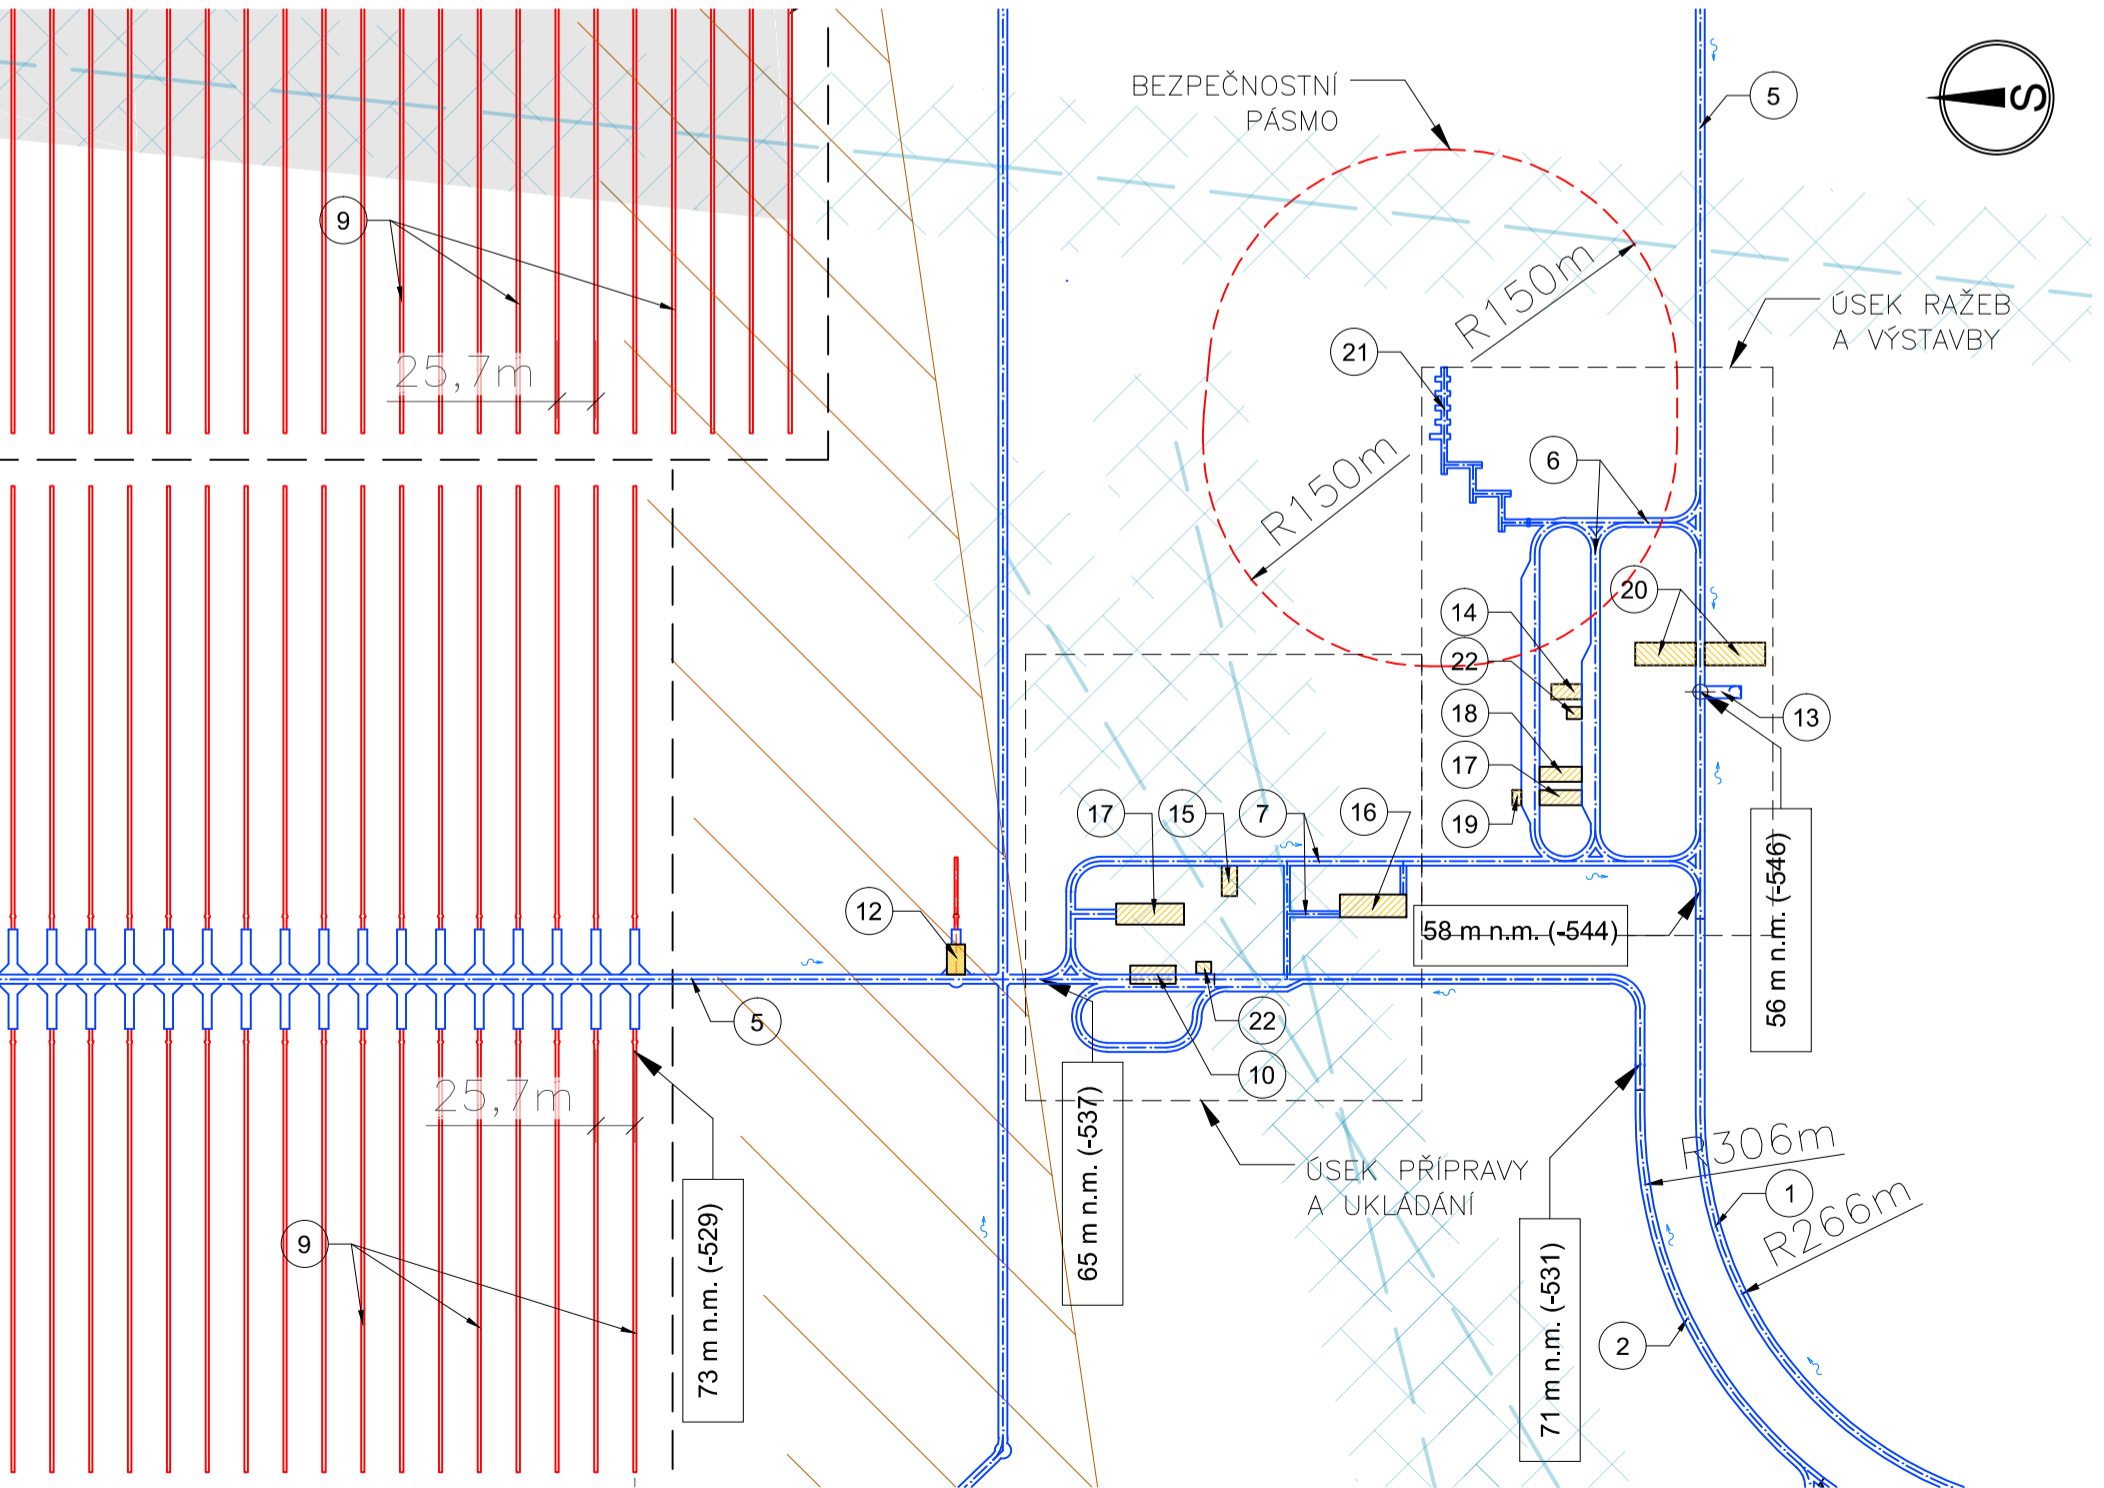 BEZPEČNOSTNÍ
PÁSMO
5
S
9
R150m
ÚSEK RAŽEB
A VÝSTAVBY
21
25,7m
R150m
6
20
14
22
18
13
17
19
17
15
7
16
12
58 m n.m. (-544)
56 m n.m. (-546)
5
22
10
25,7m
65 m n.m. (-537)
R306m
ÚSEK PŘÍPRAVY
A UKLÁDÁNÍ
1
R266m
9
73 m n.m. (-529)
71 m n.m. (-531)
2